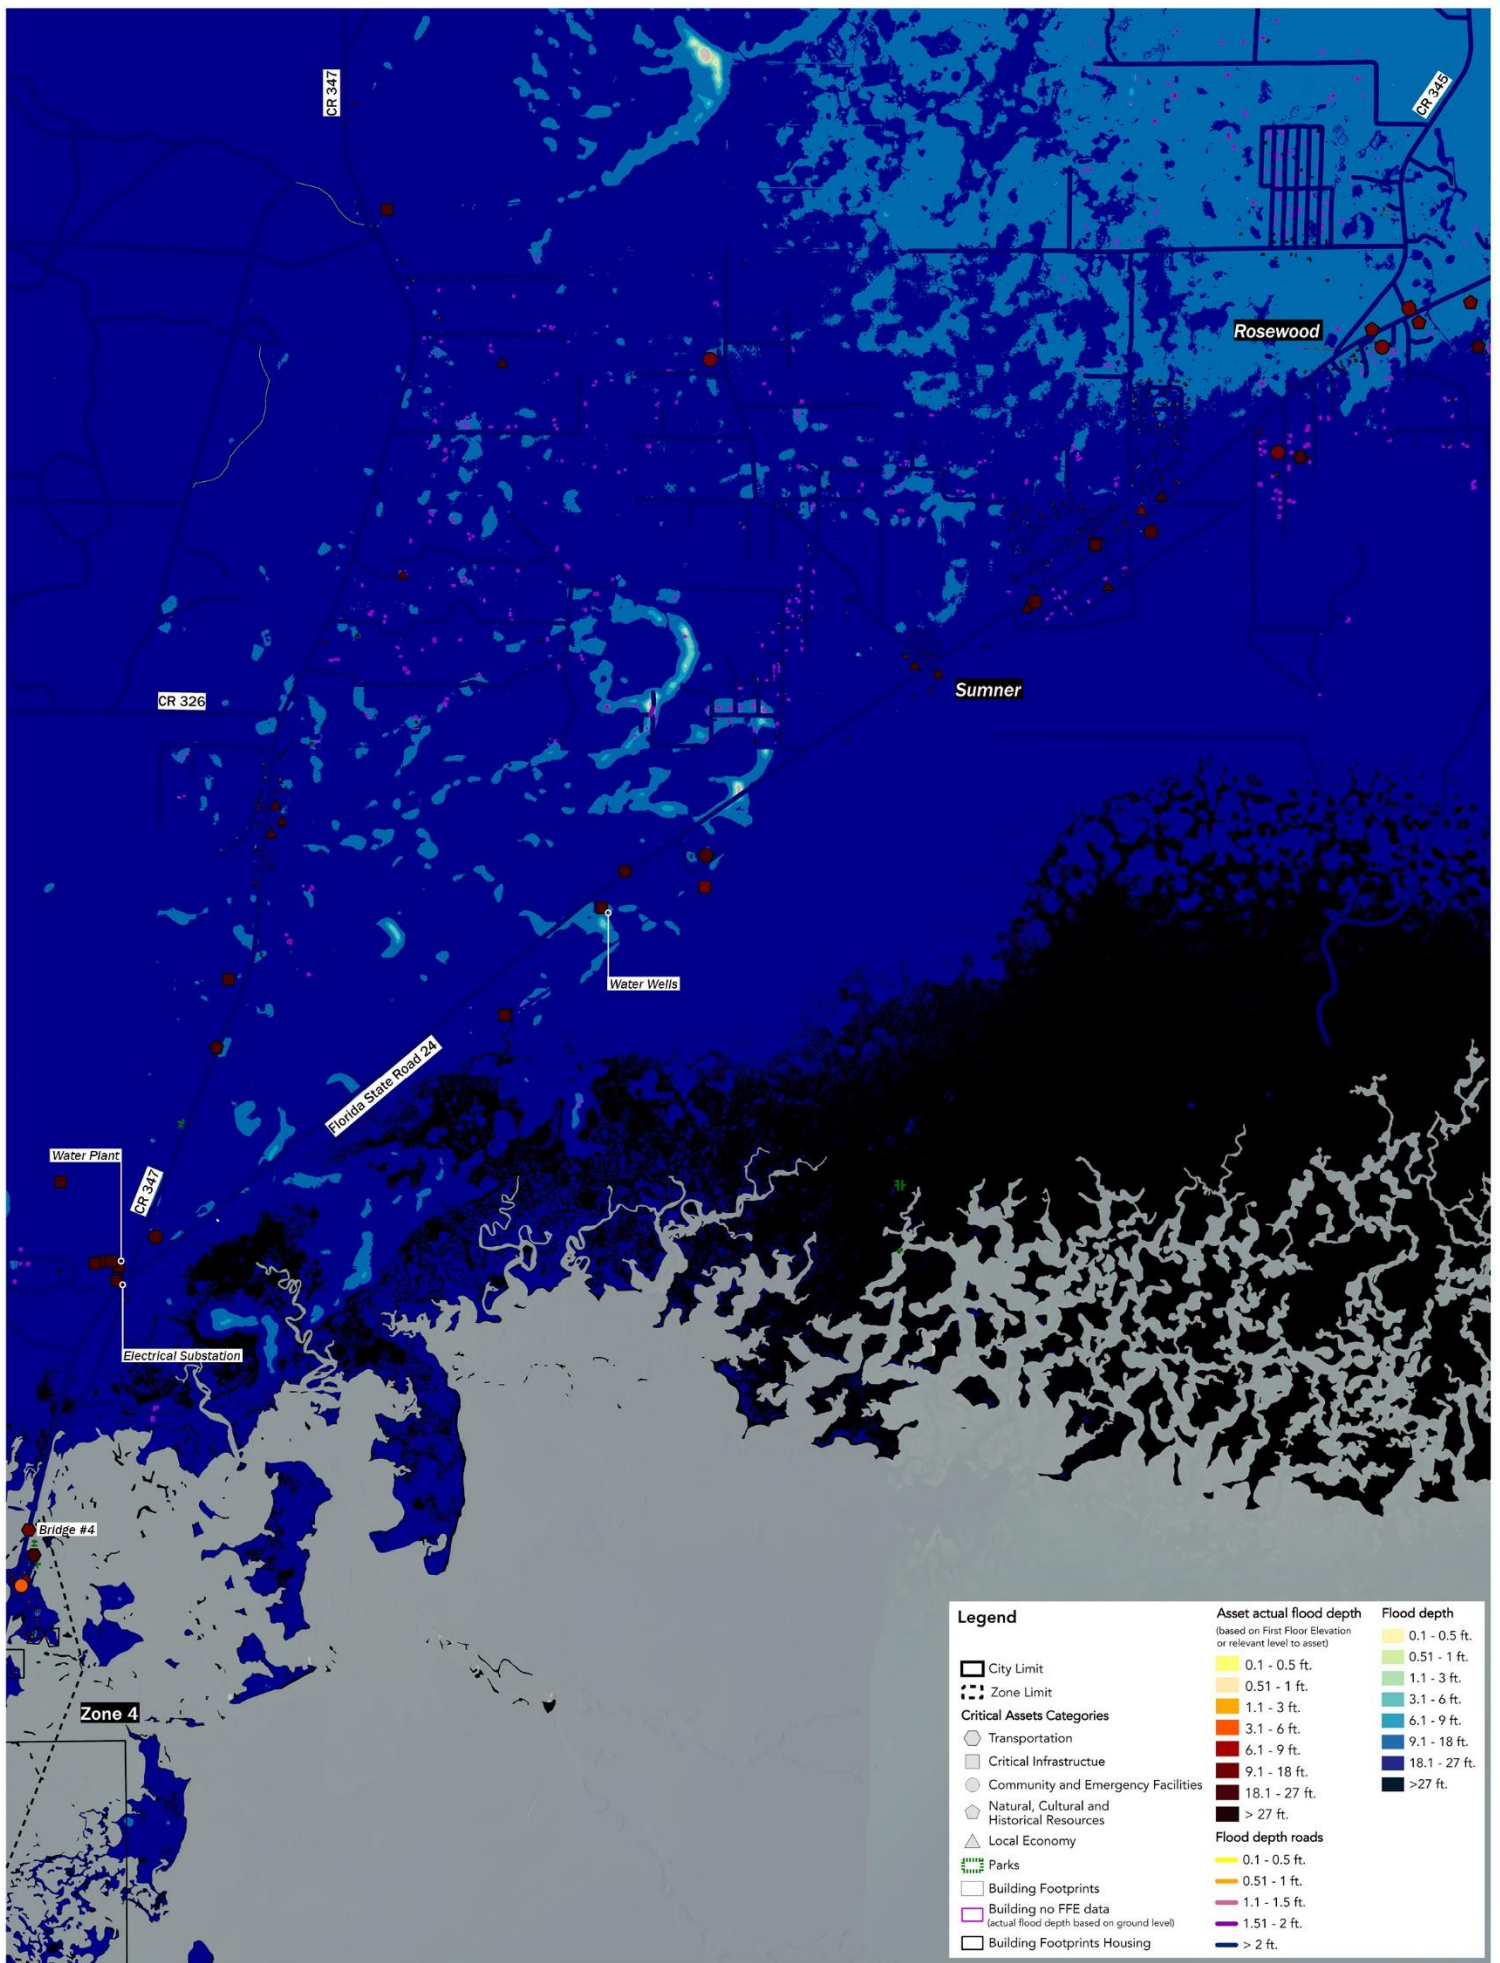 CR 347
CR 345
Rosewood
CR 326
Sumner
Water Wells
Florida State Road 24
Water Plant
CR 347
Electrical Substation
Bridge #4
Zone 4
Legend
City Limit
Zone Limit
Critical Assets Categories
Transportation
Critical Infrastructue
Community and Emergency Facilities
Natural, Cultural and
Historical Resources
Local Economy
Parks
Building Footprints
Building no FFE data
(actual flood depth based on ground level)
Building Footprints Housing
Asset actual flood depth
(based on First Floor Elevation
or relevant level to asset)
0.1 - 0.5 ft.
0.51 - 1 ft.
1.1 - 3 ft.
3.1 - 6 ft.
6.1 - 9 ft.
9.1 - 18 ft.
18.1 - 27 ft.
> 27 ft.
Flood depth roads
0.1 - 0.5 ft.
0.51 - 1 ft.
1.1 - 1.5 ft.
1.51 - 2 ft.
> 2 ft.
Flood depth
0.1 - 0.5 ft.
0.51 - 1 ft.
1.1 - 3 ft.
3.1 - 6 ft.
6.1 - 9 ft.
9.1 - 18 ft.
18.1 - 27 ft.
>27 ft.